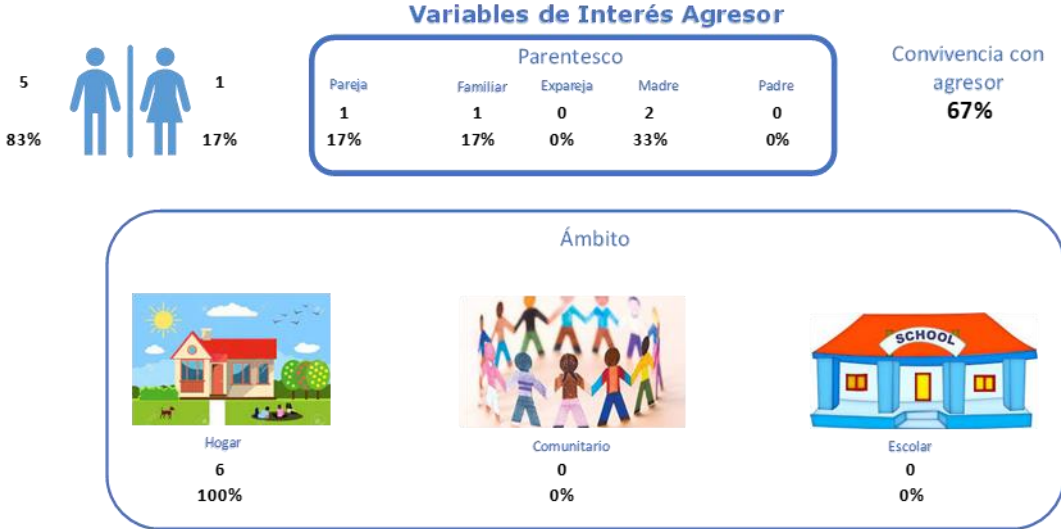 Variables de Interés Agresor
5 1
83% 17%
Parentesco
Pareja Familiar Expareja Madre Padre
1 1 0 2 0
17% 17% 0% 33% 0%
Convivencia con
agresor
67%
Ámbito
SCHOOL
Hogar Comunitario Escolar
6 0 0
100% 0% 0%